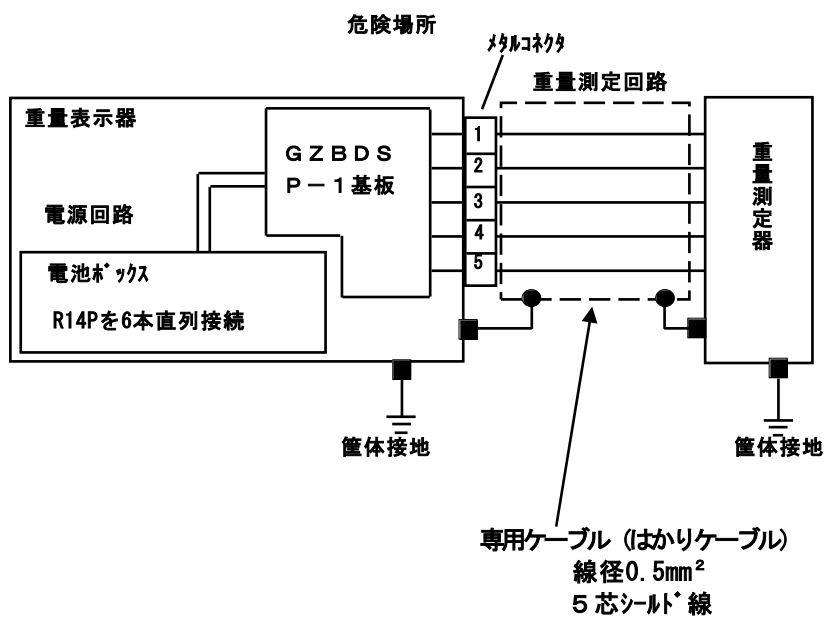 危険場所
ﾒﾀﾙｺﾈｸﾀ
重量測定回路
重量表示器
GZBDS
P－1基板
電源回路
電池ﾎﾞｯｸｽ
R14Pを6本直列接続
1
2
3
4
5
重量測定器
筐体接地
筐体接地
専用ケーブル (はかりケーブル)
線径0.5mm²
５芯ｼｰﾙﾄﾞ線